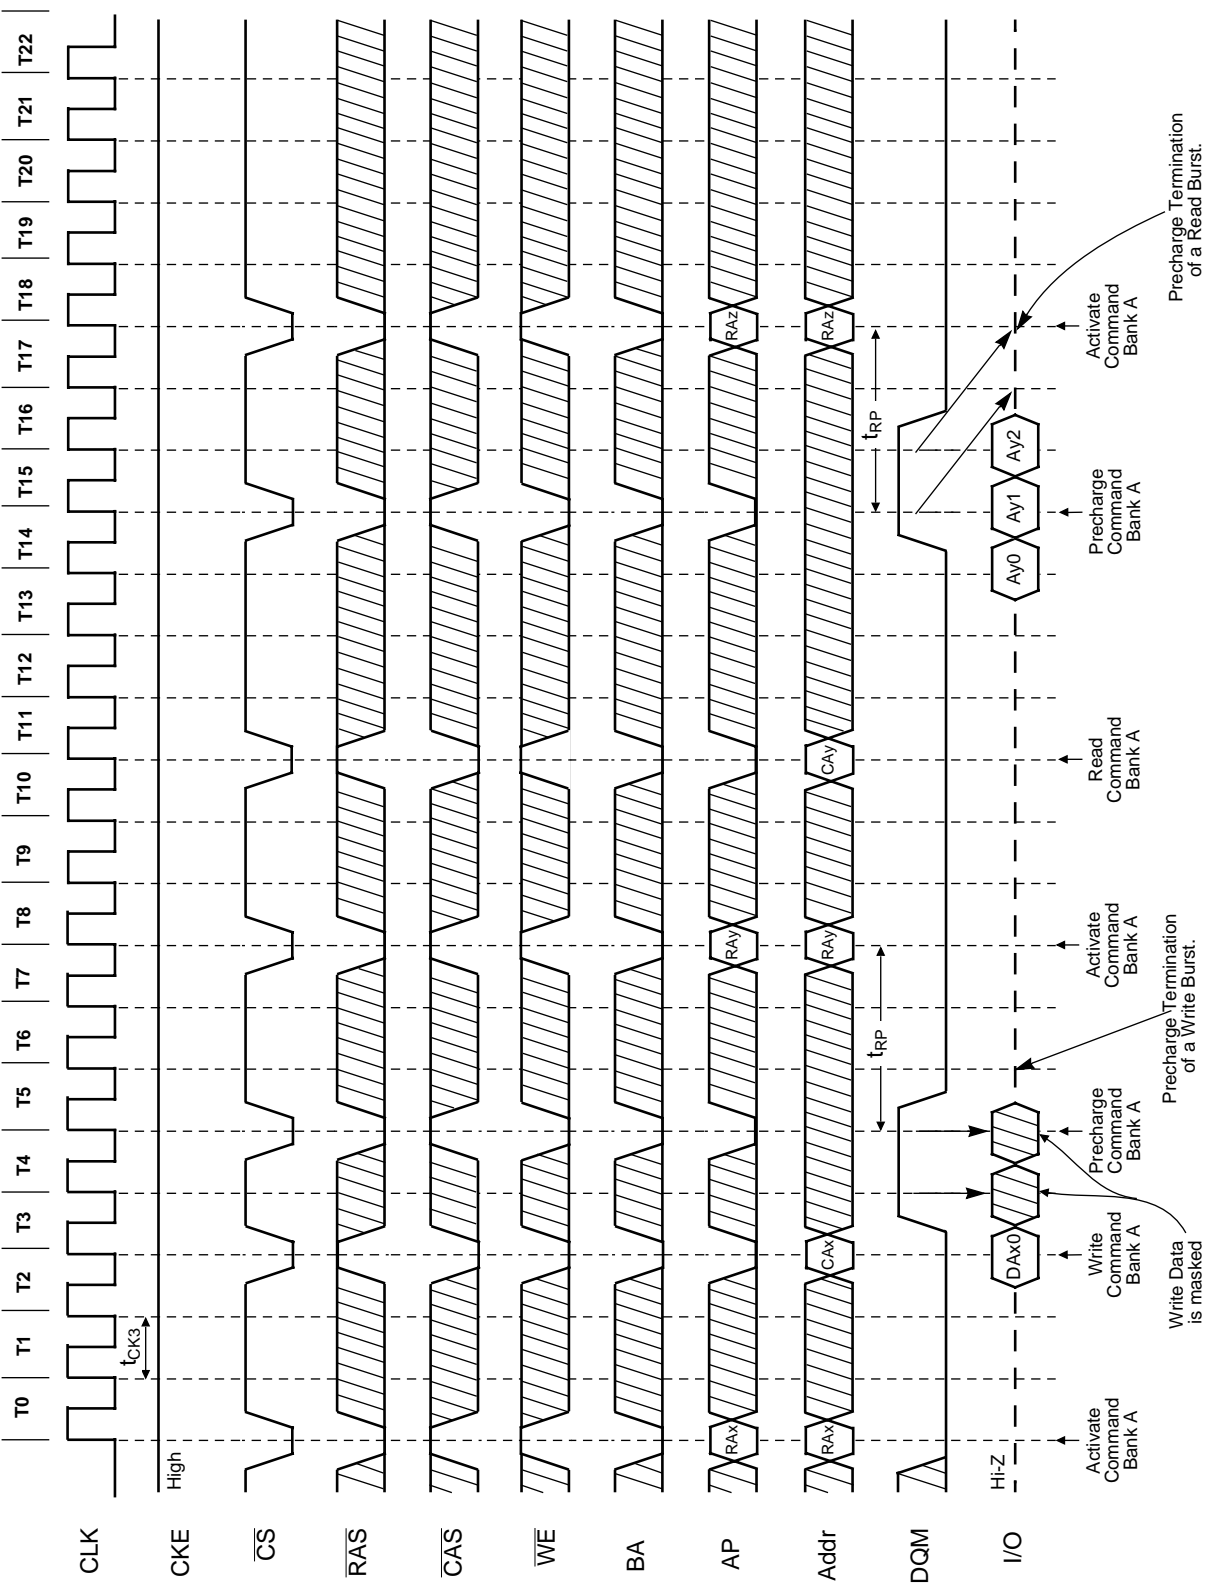 T0 T1 T2 T3 T4 T5 T6 T7 T8 T9 T10 T11 T12 T13 T14 T15 T16 T17 T18 T19 T20 T21 T22
CLK
tCK3
CKE
High
CS
RAS
CAS
WE
BA
AP
RAx
RAy
RAz
Addr
RAx
CAx
RAy
CAy
RAz
tRP
tRP
DQM
I/O
Hi-Z
DAx0
Ay0
Ay1
Ay2
Activate
Command
Bank A
Write
Command
Bank A
Precharge
Command
Bank A
Activate
Command
Bank A
Read
Command
Bank A
Precharge
Command
Bank A
Activate
Command
Bank A
Write Data
is masked
Precharge Termination
of a Write Burst.
Precharge Termination
of a Read Burst.